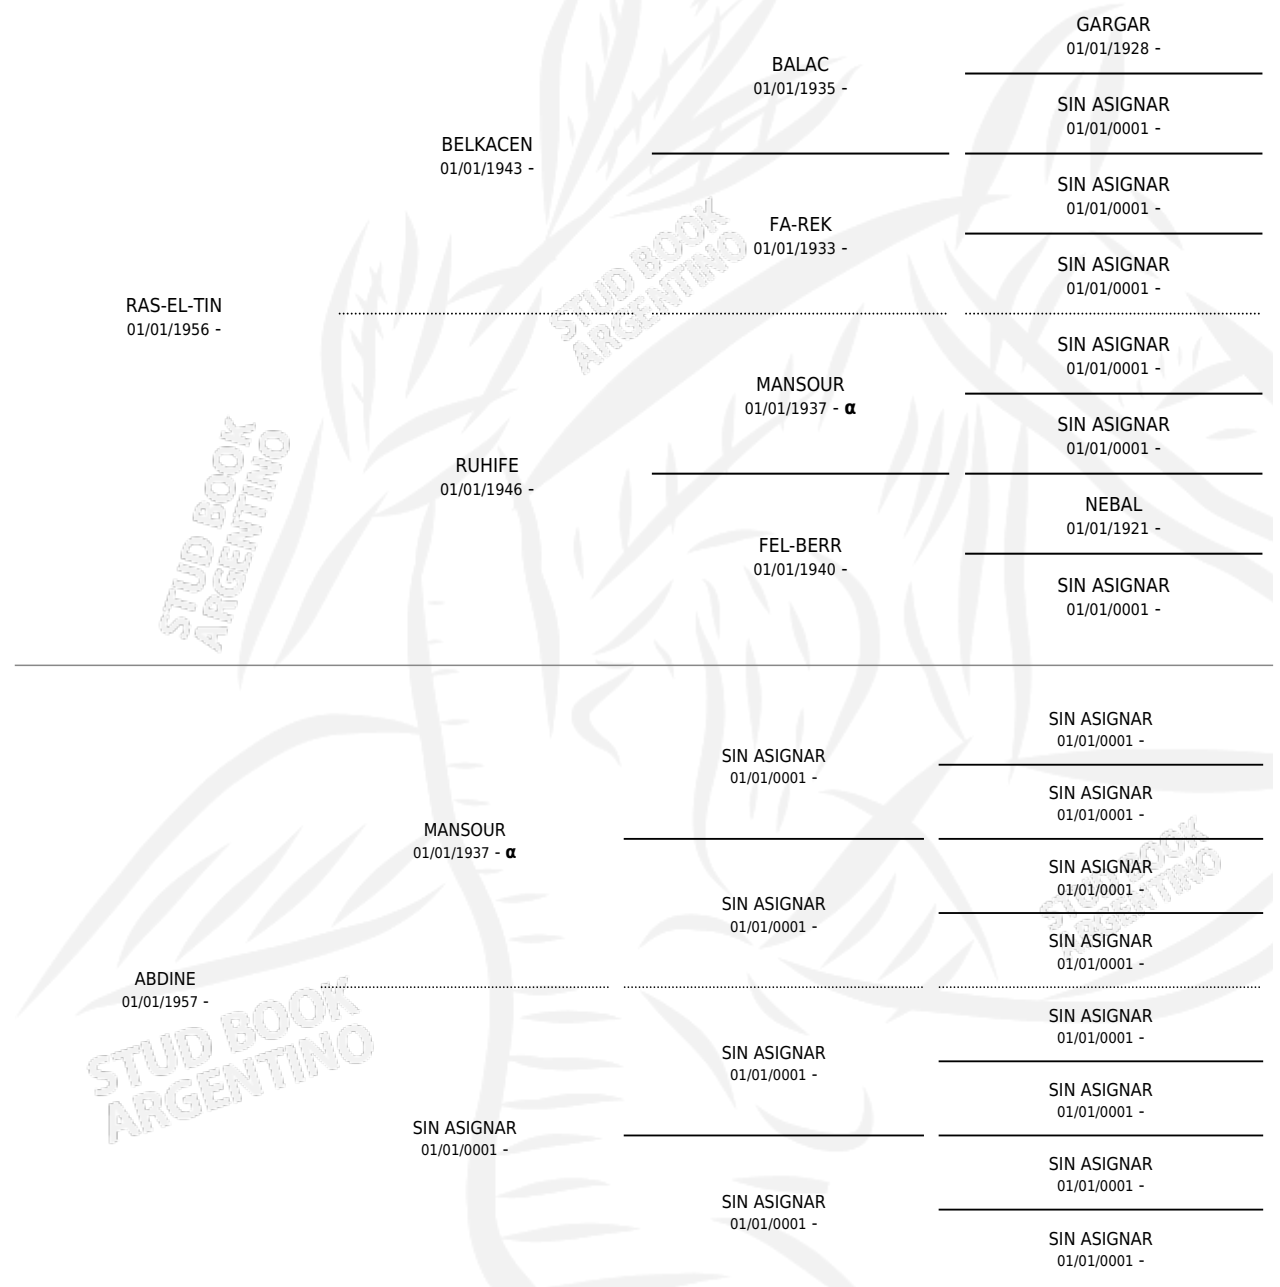 GARGAR
01/01/1928 -
BALAC
01/01/1935 -
SIN ASIGNAR
01/01/0001 -
BELKACEN
01/01/1943 -
SIN ASIGNAR
01/01/0001 -
FA-REK
01/01/1933 -
SIN ASIGNAR
01/01/0001 -
RAS-EL-TIN
01/01/1956 -
SIN ASIGNAR
01/01/0001 -
MANSOUR
01/01/1937 - α
SIN ASIGNAR
01/01/0001 -
RUHIFE
01/01/1946 -
NEBAL
01/01/1921 -
FEL-BERR
01/01/1940 -
SIN ASIGNAR
01/01/0001 -
STUD BOOK
ARGENTINO
STUD BOOK
ARGENTINO
SIN ASIGNAR
01/01/0001 -
SIN ASIGNAR
01/01/0001 -
SIN ASIGNAR
01/01/0001 -
MANSOUR
01/01/1937 - α
SIN ASIGNAR
01/01/0001 -
SIN ASIGNAR
01/01/0001 -
SIN ASIGNAR
01/01/0001 -
ABDINE
01/01/1957 -
SIN ASIGNAR
01/01/0001 -
SIN ASIGNAR
01/01/0001 -
SIN ASIGNAR
01/01/0001 -
SIN ASIGNAR
01/01/0001 -
SIN ASIGNAR
01/01/0001 -
SIN ASIGNAR
01/01/0001 -
SIN ASIGNAR
01/01/0001 -
STUD BOOK
ARGENTINO
STUD BOOK
ARGENTINO